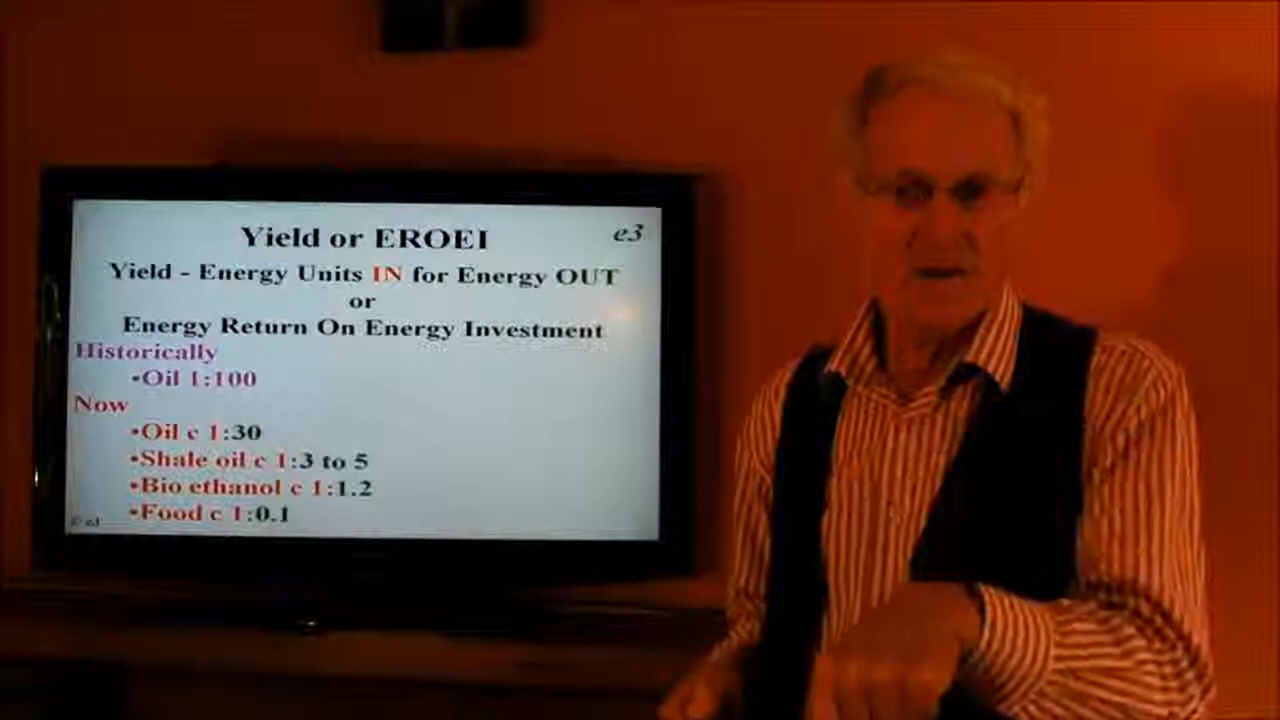 Yield or EROEI
e3
Yield - Energy Units IN for Energy OUT
or
Energy Return On Energy Investment
Historically
•Oil 1:100
Now
•Oil c 1:30
•Shale oil c 1:3 to 5
•Bio ethanol c 1:1.2
•Food c 1:0.1
© e3